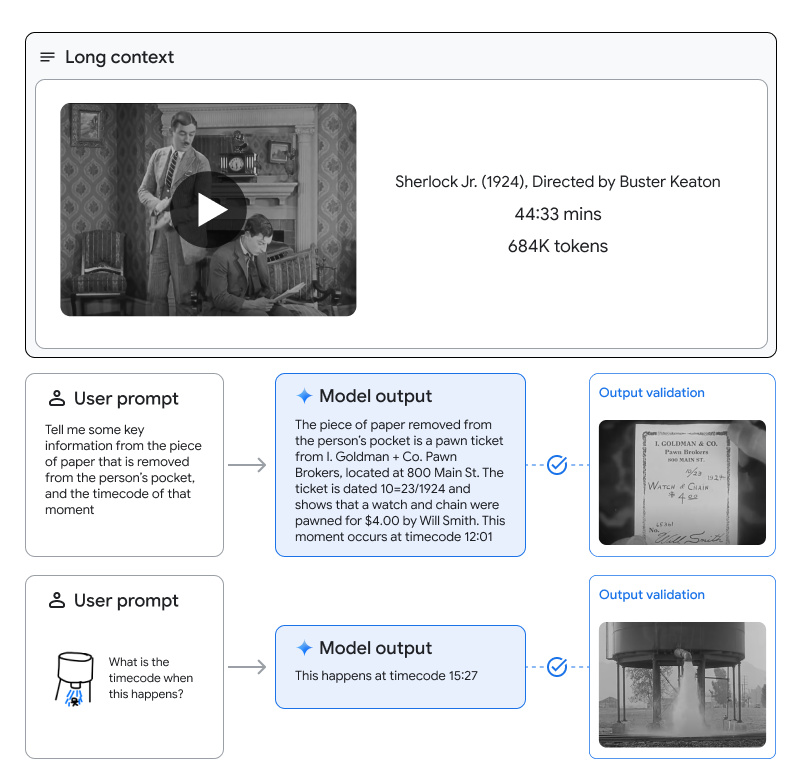 Long context
Sherlock Jr. (1924), Directed by Buster Keaton
44:33 mins
684K tokens
User prompt
Tell me some key
information from the piece
of paper that is removed
from the person's pocket,
and the timecode of that
moment
Model output
The piece of paper removed from
the person's pocket is a pawn ticket
from I. Goldman + Co. Pawn
Brokers, located at 800 Main St. The
ticket is dated 10=23/1924 and
shows that a watch and chain were
pawned for $4.00 by Will Smith. This
moment occurs at timecode 12:01
Output validation
I. GOLDMAN & CO.
Pawn Brokers
800 MAIN ST.
10/23 1924
WATCH & CHAIN
$ 4.00
No.
Will Smith
User prompt
What is the
timecode when
this happens?
Model output
This happens at timecode 15:27
Output validation